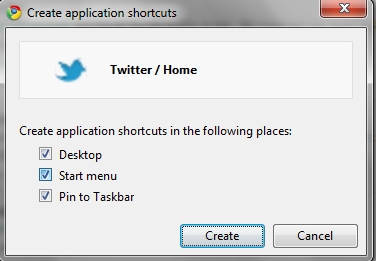 Create application shortcuts
Twitter / Home
Create application shortcuts in the following places:
Desktop
Start menu
Pin to Taskbar
Create Cancel